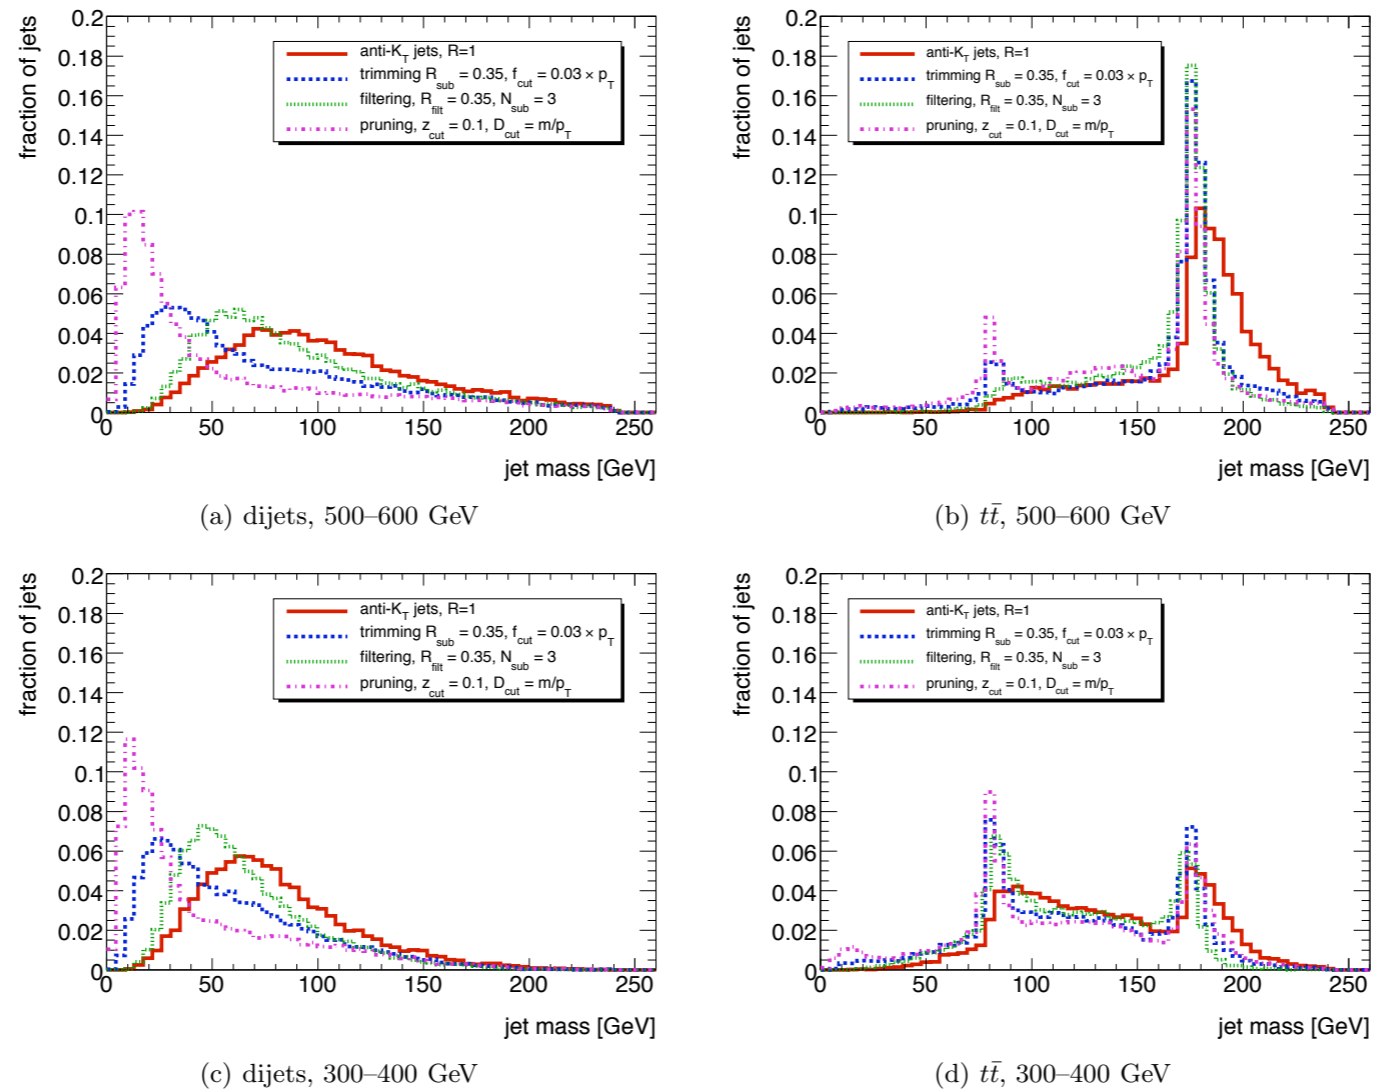 fraction of jets
0.2
0.18
0.16
0.14
0.12
0.1
0.08
0.06
0.04
0.02
0
anti-K_T jets, R=1
trimming R_sub = 0.35, f_cut = 0.03 × p_T
filtering, R_filt = 0.35, N_sub = 3
pruning, z_cut = 0.1, D_cut = m/p_T
0 50 100 150 200 250
jet mass [GeV]
(a) dijets, 500–600 GeV
fraction of jets
0.2
0.18
0.16
0.14
0.12
0.1
0.08
0.06
0.04
0.02
0
anti-K_T jets, R=1
trimming R_sub = 0.35, f_cut = 0.03 × p_T
filtering, R_filt = 0.35, N_sub = 3
pruning, z_cut = 0.1, D_cut = m/p_T
0 50 100 150 200 250
jet mass [GeV]
(b) tt̄, 500–600 GeV
fraction of jets
0.2
0.18
0.16
0.14
0.12
0.1
0.08
0.06
0.04
0.02
0
anti-K_T jets, R=1
trimming R_sub = 0.35, f_cut = 0.03 × p_T
filtering, R_filt = 0.35, N_sub = 3
pruning, z_cut = 0.1, D_cut = m/p_T
0 50 100 150 200 250
jet mass [GeV]
(c) dijets, 300–400 GeV
fraction of jets
0.2
0.18
0.16
0.14
0.12
0.1
0.08
0.06
0.04
0.02
0
anti-K_T jets, R=1
trimming R_sub = 0.35, f_cut = 0.03 × p_T
filtering, R_filt = 0.35, N_sub = 3
pruning, z_cut = 0.1, D_cut = m/p_T
0 50 100 150 200 250
jet mass [GeV]
(d) tt̄, 300–400 GeV